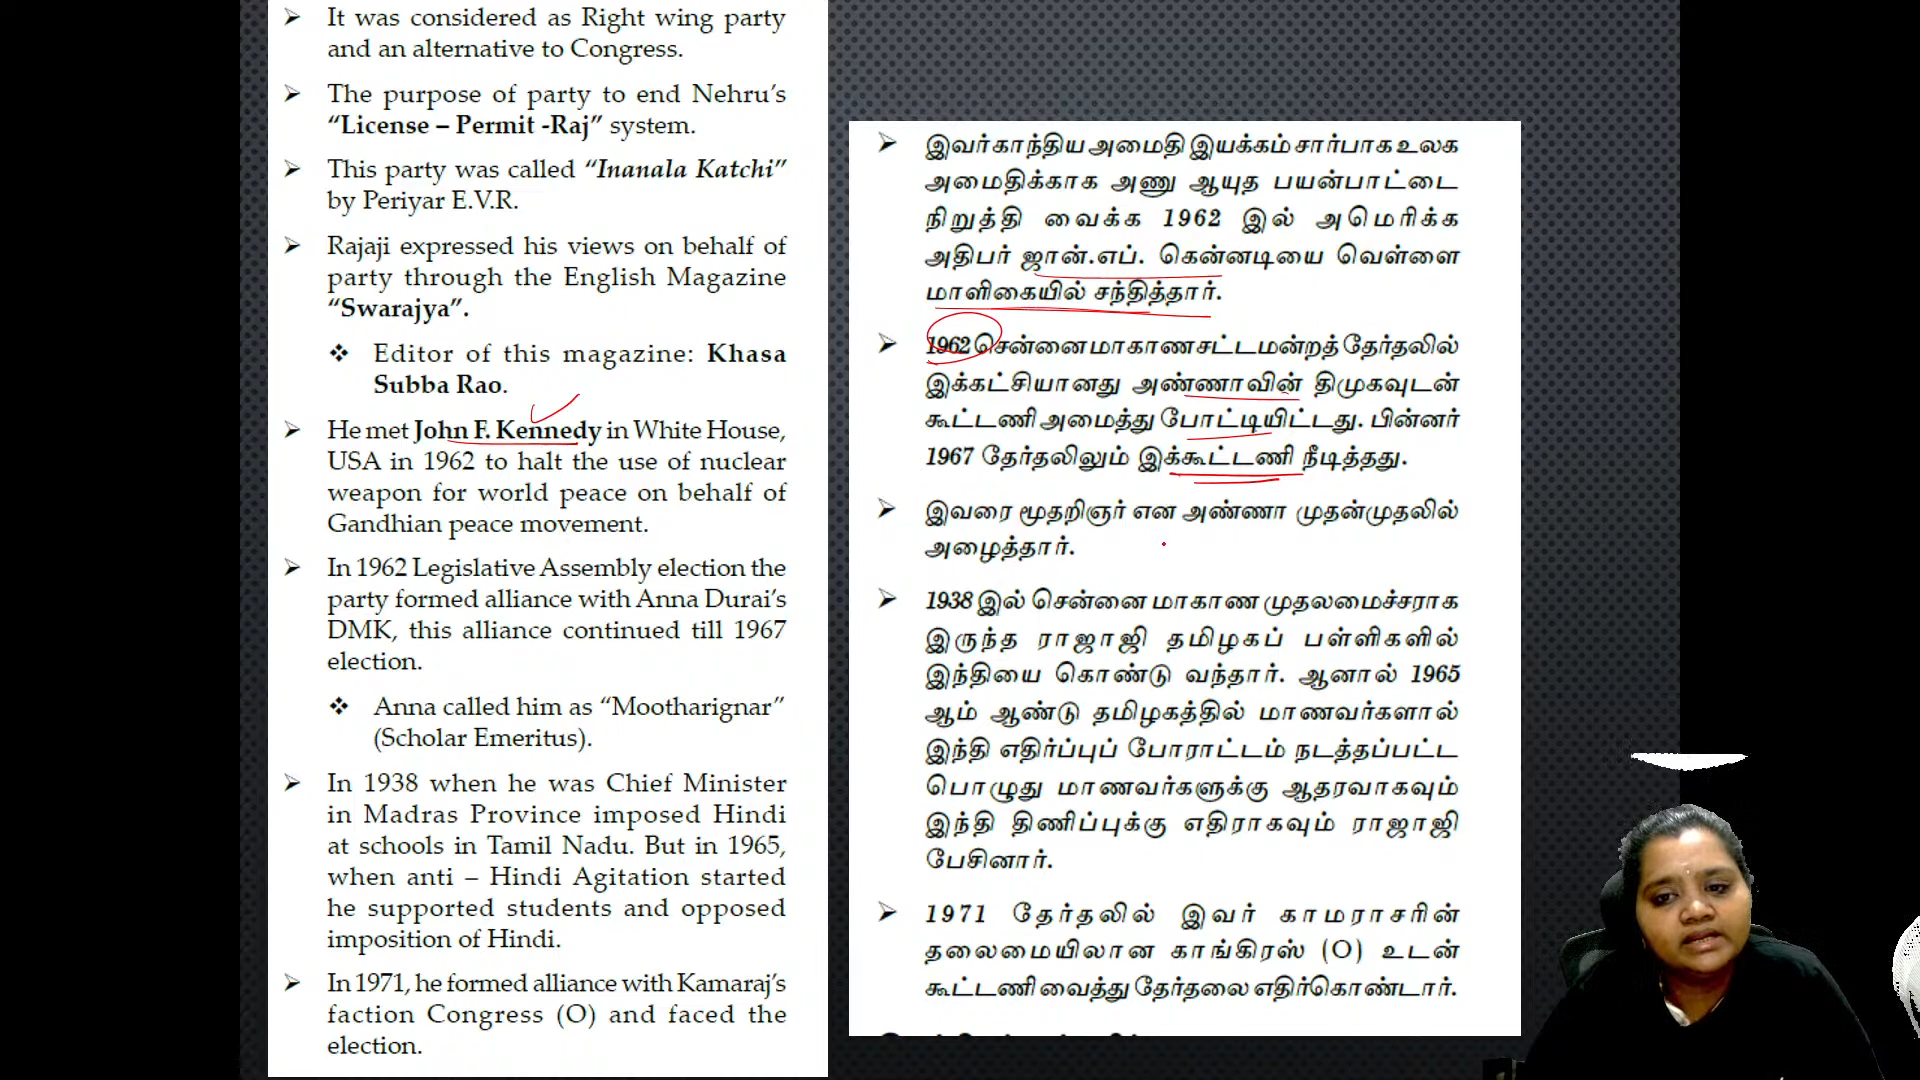 ➢ It was considered as Right wing party
and an alternative to Congress.
➢ The purpose of party to end Nehru’s
“License – Permit -Raj” system.
➢ This party was called “Inanala Katchi”
by Periyar E.V.R.
➢ Rajaji expressed his views on behalf of
party through the English Magazine
“Swarajya”.
❖ Editor of this magazine: Khasa
Subba Rao.
➢ He met John F. Kennedy in White House,
USA in 1962 to halt the use of nuclear
weapon for world peace on behalf of
Gandhian peace movement.
➢ In 1962 Legislative Assembly election the
party formed alliance with Anna Durai’s
DMK, this alliance continued till 1967
election.
❖ Anna called him as “Mootharignar”
(Scholar Emeritus).
➢ In 1938 when he was Chief Minister
in Madras Province imposed Hindi
at schools in Tamil Nadu. But in 1965,
when anti – Hindi Agitation started
he supported students and opposed
imposition of Hindi.
➢ In 1971, he formed alliance with Kamaraj’s
faction Congress (O) and faced the
election.
➢ இவர்காந்திய அமைதி இயக்கம் சார்பாக உலக
அமைதிக்காக அணு ஆயுத பயன்பாட்டை
நிறுத்தி வைக்க 1962 இல் அமெரிக்க
அதிபர் ஜான்.எப். கென்னடியை வெள்ளை
மாளிகையில் சந்தித்தார்.
➢ 1962 சென்னை மாகாண சட்டமன்றத் தேர்தலில்
இக்கட்சியானது அண்ணாவின் திமுகவுடன்
கூட்டணி அமைத்து போட்டியிட்டது. பின்னர்
1967 தேர்தலிலும் இக்கூட்டணி நீடித்தது.
➢ இவரை மூதறிஞர் என அண்ணா முதன்முதலில்
அழைத்தார்.
➢ 1938 இல் சென்னை மாகாண முதலமைச்சராக
இருந்த ராஜாஜி தமிழகப் பள்ளிகளில்
இந்தியை கொண்டு வந்தார். ஆனால் 1965
ஆம் ஆண்டு தமிழகத்தில் மாணவர்களால்
இந்தி எதிர்ப்புப் போராட்டம் நடத்தப்பட்ட
பொழுது மாணவர்களுக்கு ஆதரவாகவும்
இந்தி திணிப்புக்கு எதிராகவும் ராஜாஜி
பேசினார்.
➢ 1971 தேர்தலில் இவர் காமராசரின்
தலைமையிலான காங்கிரஸ் (O) உடன்
கூட்டணி வைத்து தேர்தலை எதிர்கொண்டார்.